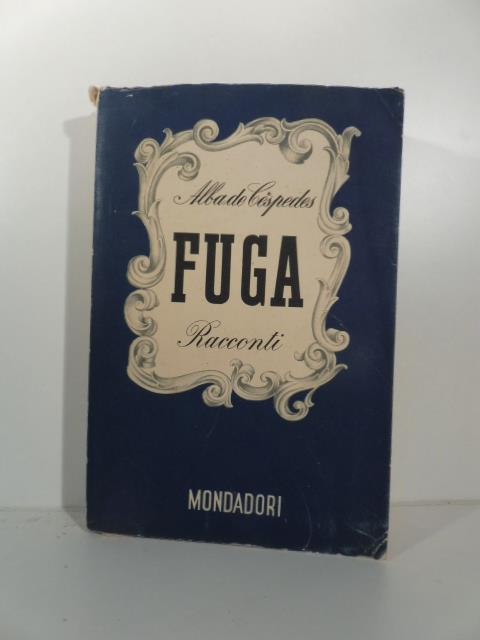 Alba de Céspedes
FUGA
Racconti
MONDADORI